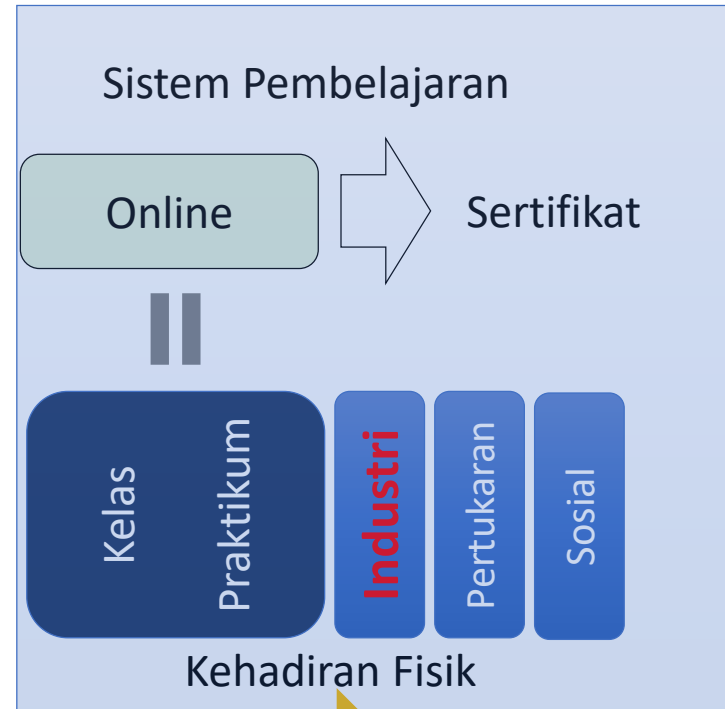 Sistem Pembelajaran
Online
Sertifikat
Kelas
Praktikum
Industri
Pertukaran
Sosial
Kehadiran Fisik